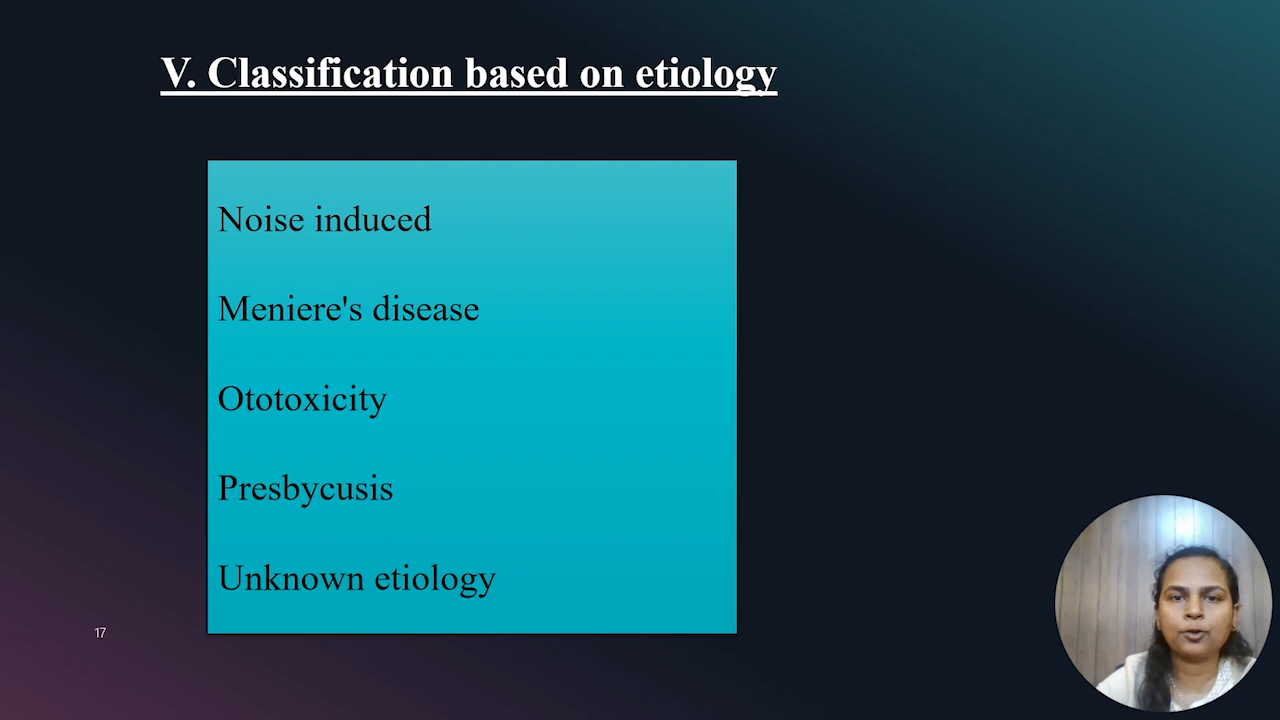 V. Classification based on etiology
Noise induced
Meniere's disease
Ototoxicity
Presbycusis
Unknown etiology
17